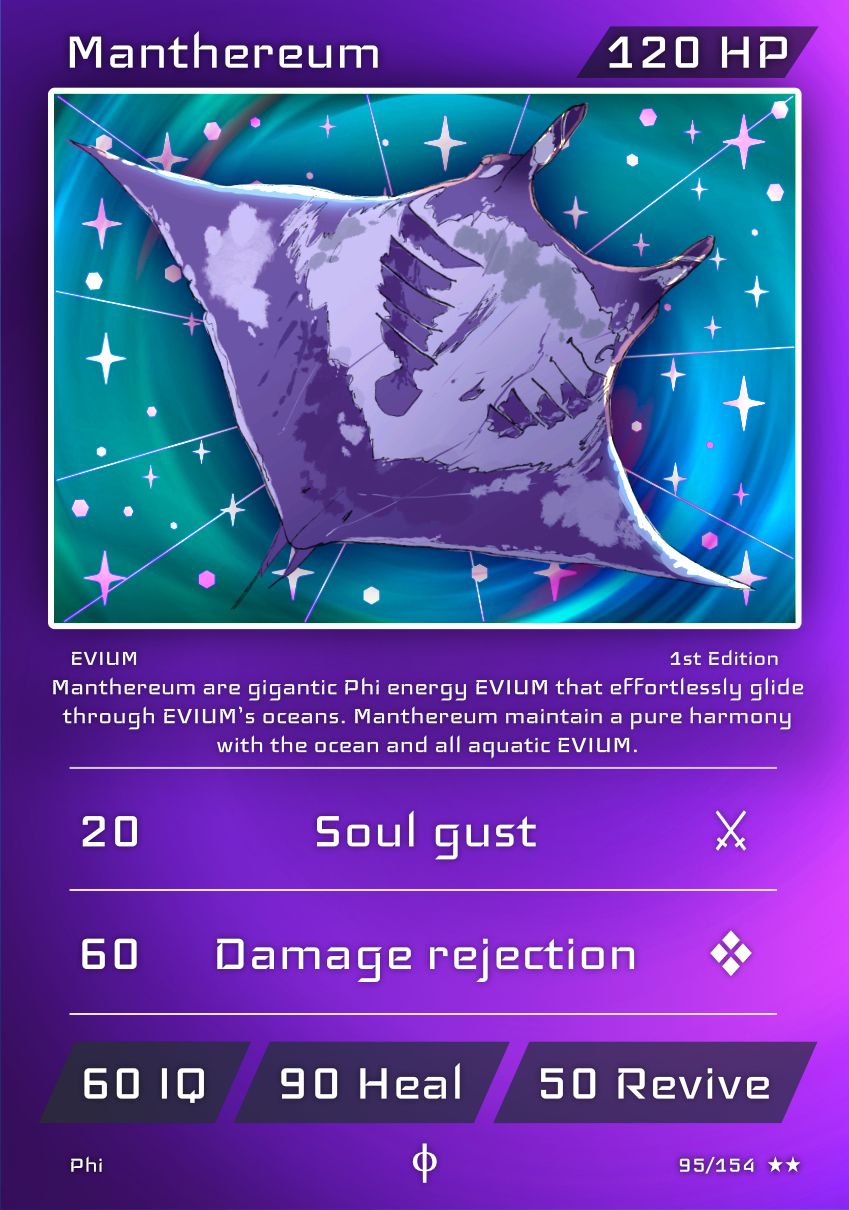 Manthereum
120 HP
EVIUM
1st Edition
Manthereum are gigantic Phi energy EVIUM that effortlessly glide
through EVIUM's oceans. Manthereum maintain a pure harmony
with the ocean and all aquatic EVIUM.
20 Soul gust
60 Damage rejection
60 IQ
90 Heal
50 Revive
Phi
ϕ
95/154 ★★